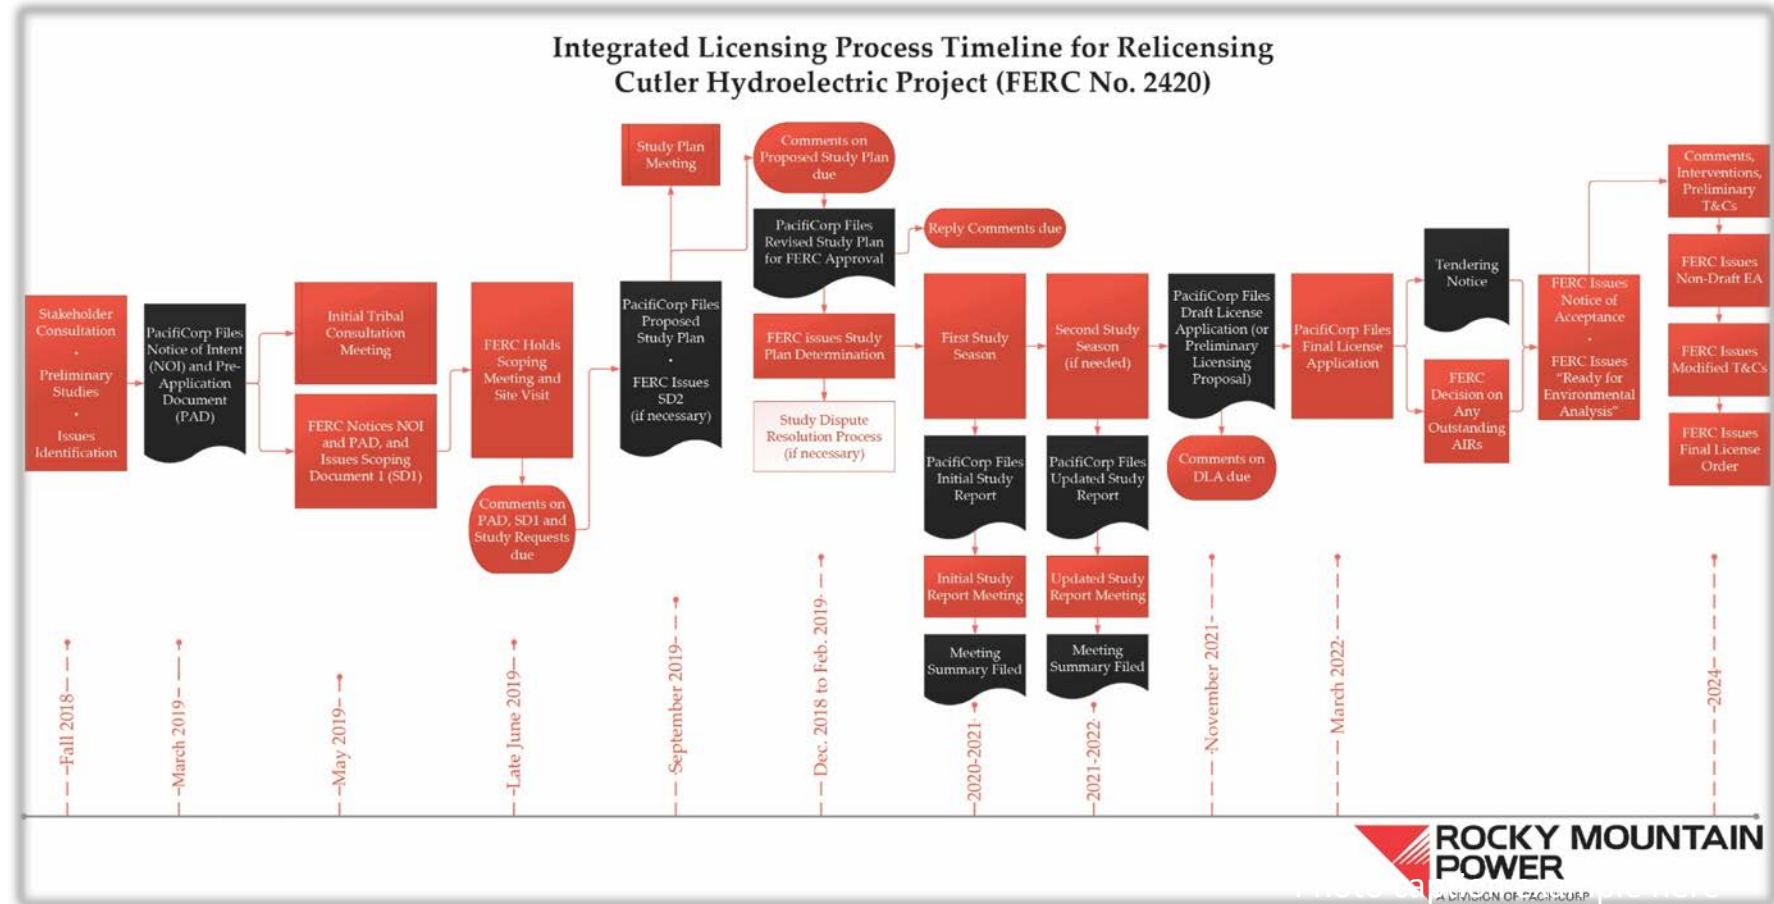 Integrated Licensing Process Timeline for Relicensing
Cutler Hydroelectric Project (FERC No. 2420)
Stakeholder
Consultation
·
Preliminary
Studies
·
Issues
Identification
PacifiCorp Files
Notice of Intent
(NOI) and Pre-
Application
Document
(PAD)
Initial Tribal
Consultation
Meeting
FERC Notices NOI
and PAD, and
Issues Scoping
Document 1 (SD1)
FERC Holds
Scoping
Meeting and
Site Visit
Comments on
PAD, SD1 and
Study Requests
due
PacifiCorp Files
Proposed
Study Plan
·
FERC Issues
SD2
(if necessary)
Study Plan
Meeting
Comments on
Proposed Study Plan
due
PacifiCorp Files
Revised Study Plan
for FERC Approval
Reply Comments due
FERC issues Study
Plan Determination
Study Dispute
Resolution Process
(if necessary)
First Study
Season
PacifiCorp Files
Initial Study
Report
Initial Study
Report Meeting
Meeting
Summary Filed
Second Study
Season
(if needed)
PacifiCorp Files
Updated Study
Report
Updated Study
Report Meeting
Meeting
Summary Filed
PacifiCorp Files
Draft License
Application (or
Preliminary
Licensing
Proposal)
Comments on
DLA due
PacifiCorp Files
Final License
Application
Tendering
Notice
FERC
Decision on
Any
Outstanding
AIRs
FERC Issues
Notice of
Acceptance
·
FERC Issues
"Ready for
Environmental
Analysis"
Comments,
Interventions,
Preliminary
T&Cs
FERC Issues
Non-Draft EA
FERC Issues
Modified T&Cs
FERC Issues
Final License
Order
Fall 2018
March 2019
May 2019
Late June 2019
September 2019
Dec. 2018 to Feb. 2019
2020-2021
2021-2022
November 2021
March 2022
2024
ROCKY MOUNTAIN
POWER
A DIVISION OF PACIFICORP